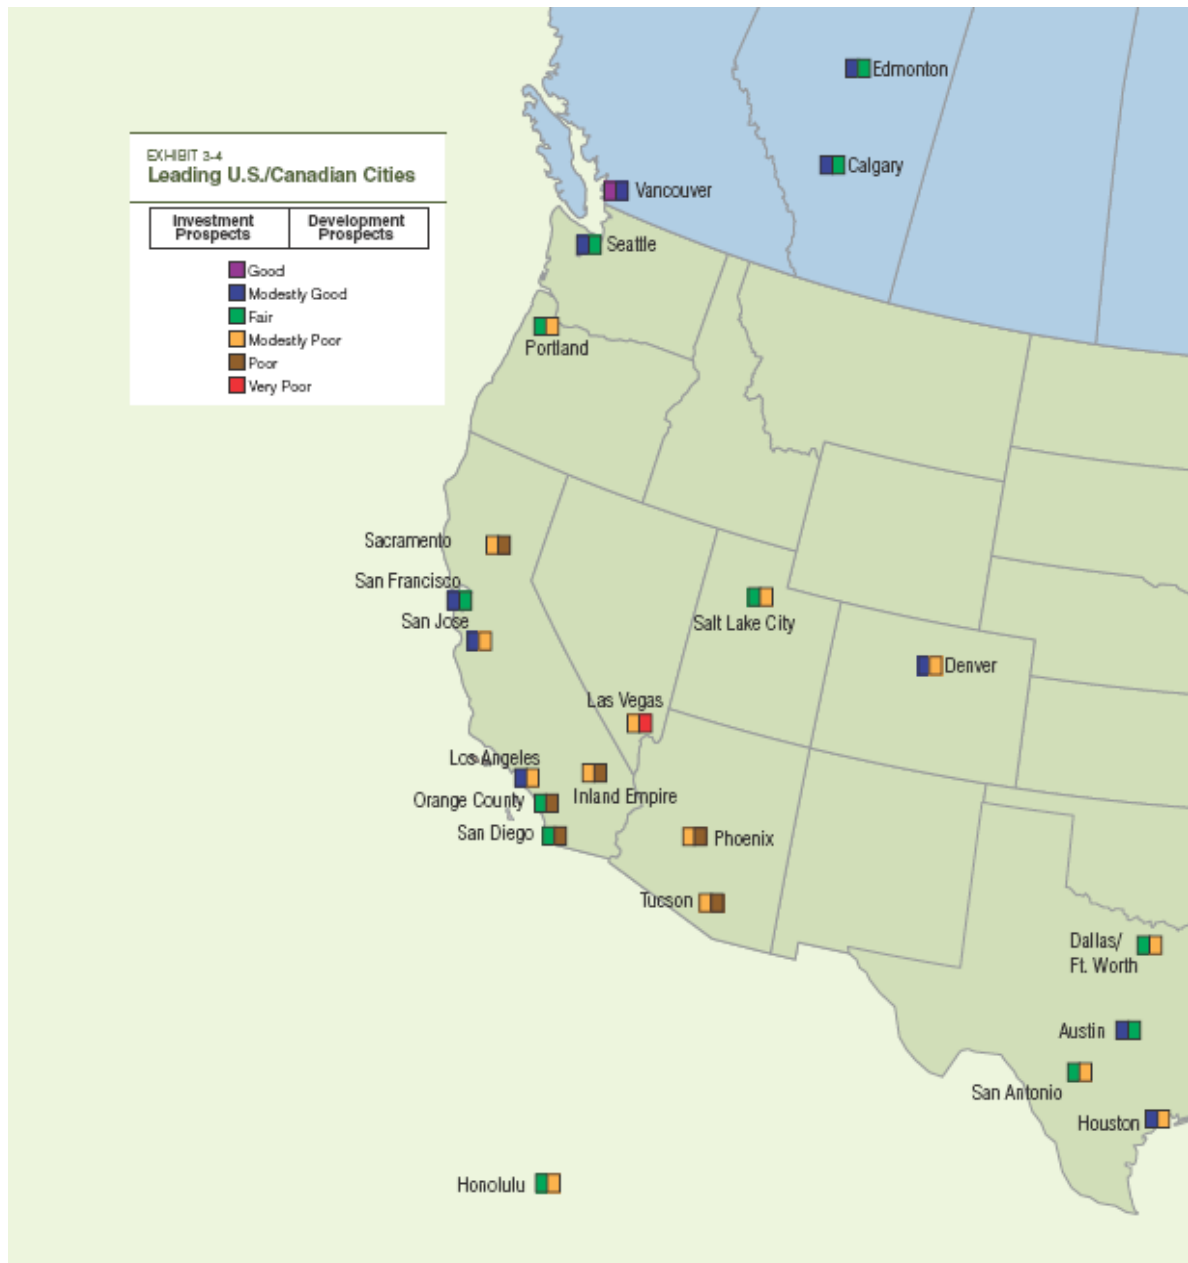 EXHIBIT 3-4
Leading U.S./Canadian Cities
Investment
Prospects
Development
Prospects
Good
Modestly Good
Fair
Modestly Poor
Poor
Very Poor
Edmonton
Calgary
Vancouver
Seattle
Portland
Sacramento
San Francisco
San Jose
Salt Lake City
Denver
Las Vegas
Los Angeles
Inland Empire
Orange County
San Diego
Phoenix
Tucson
Dallas/
Ft. Worth
Austin
San Antonio
Houston
Honolulu